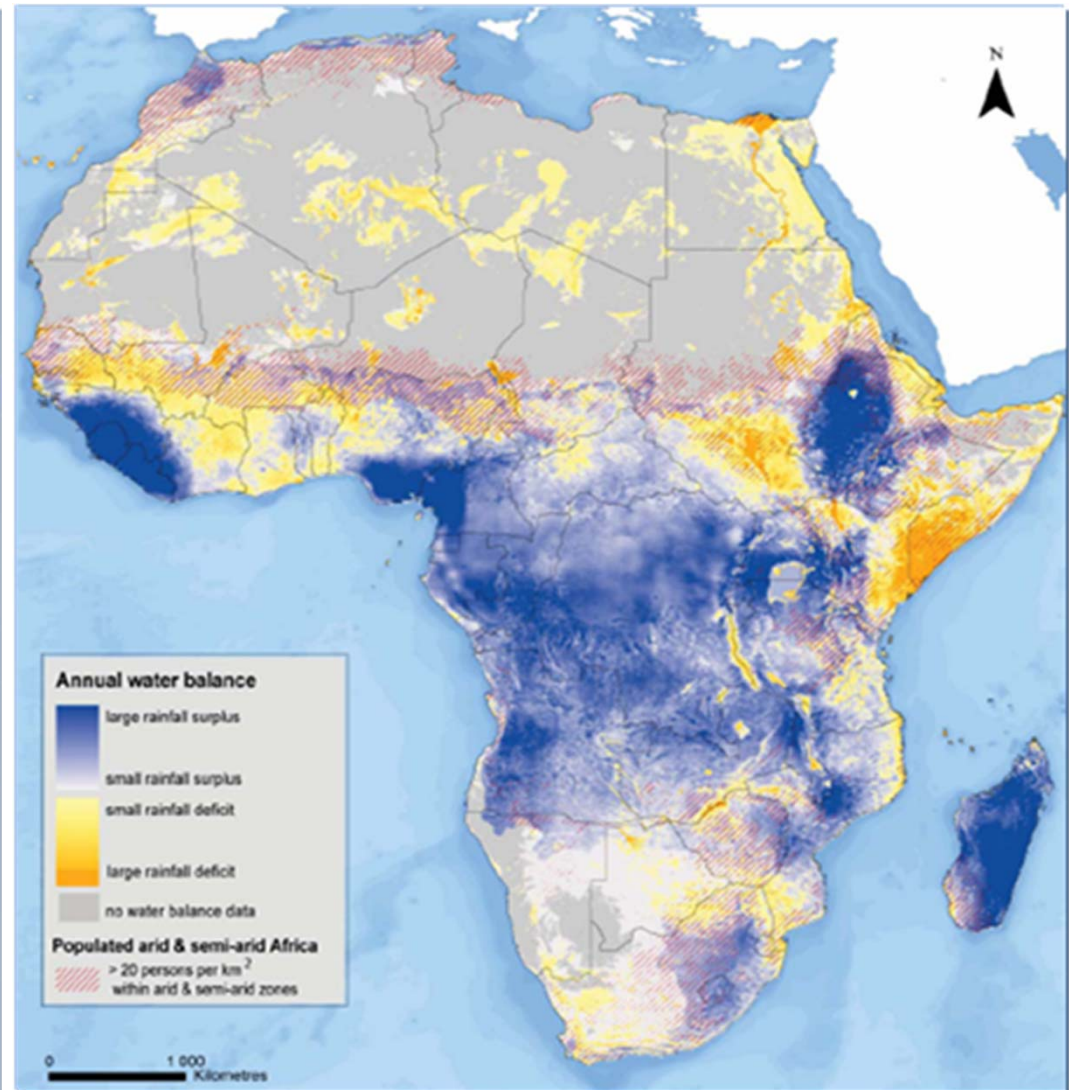 N
Annual water balance
large rainfall surplus
small rainfall surplus
small rainfall deficit
large rainfall deficit
no water balance data
Populated arid & semi-arid Africa
> 20 persons per km²
within arid & semi-arid zones
0 1 000
Kilometres